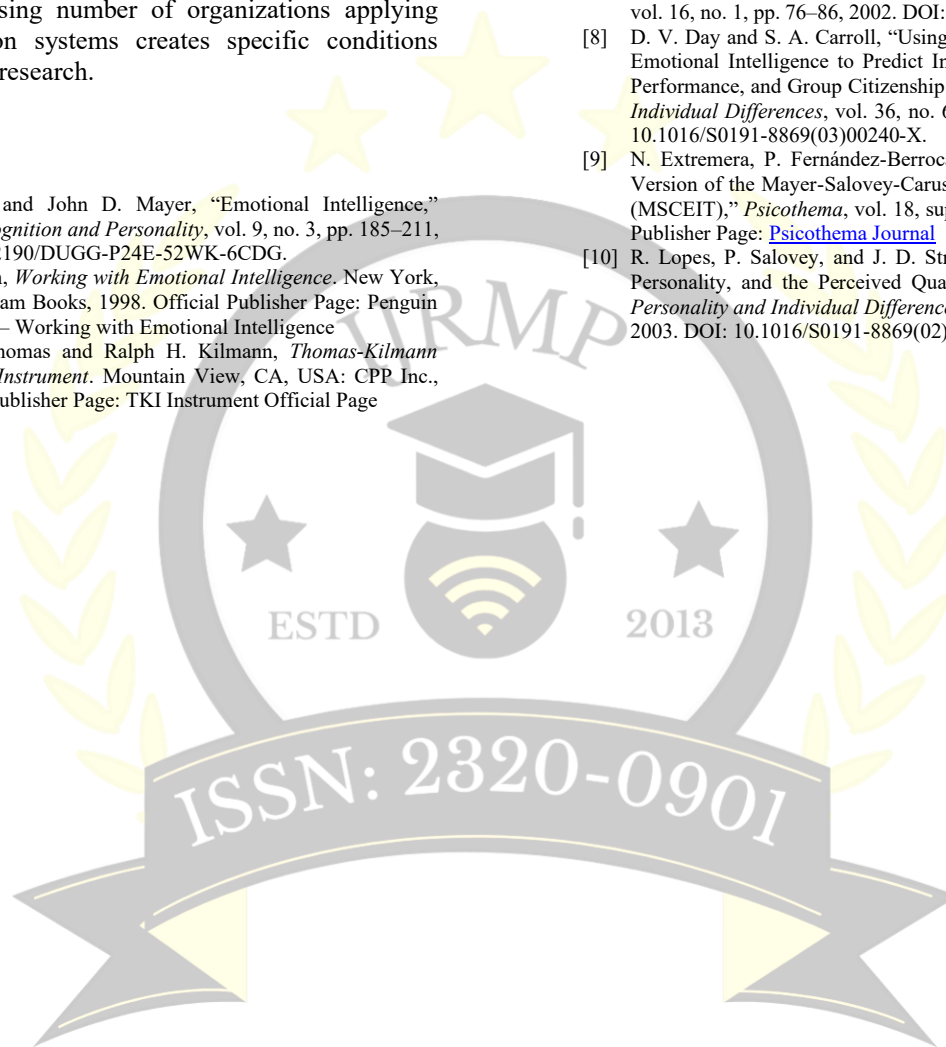 sing number of organizations applying
on systems creates specific conditions
research.
and John D. Mayer, “Emotional Intelligence,”
gnition and Personality, vol. 9, no. 3, pp. 185–211,
2190/DUGG-P24E-52WK-6CDG.
n, Working with Emotional Intelligence. New York,
am Books, 1998. Official Publisher Page: Penguin
– Working with Emotional Intelligence
homas and Ralph H. Kilmann, Thomas-Kilmann
Instrument. Mountain View, CA, USA: CPP Inc.,
ublisher Page: TKI Instrument Official Page
vol. 16, no. 1, pp. 76–86, 2002. DOI:
[8] D. V. Day and S. A. Carroll, “Using
Emotional Intelligence to Predict In
Performance, and Group Citizenship
Individual Differences, vol. 36, no. 6
10.1016/S0191-8869(03)00240-X.
[9] N. Extremera, P. Fernández-Berroca
Version of the Mayer-Salovey-Carus
(MSCEIT),” Psicothema, vol. 18, sup
Publisher Page: Psicothema Journal
[10] R. Lopes, P. Salovey, and J. D. Str
Personality, and the Perceived Qua
Personality and Individual Difference
2003. DOI: 10.1016/S0191-8869(02)
IJRMP
ESTD 2013
ISSN: 2320-0901